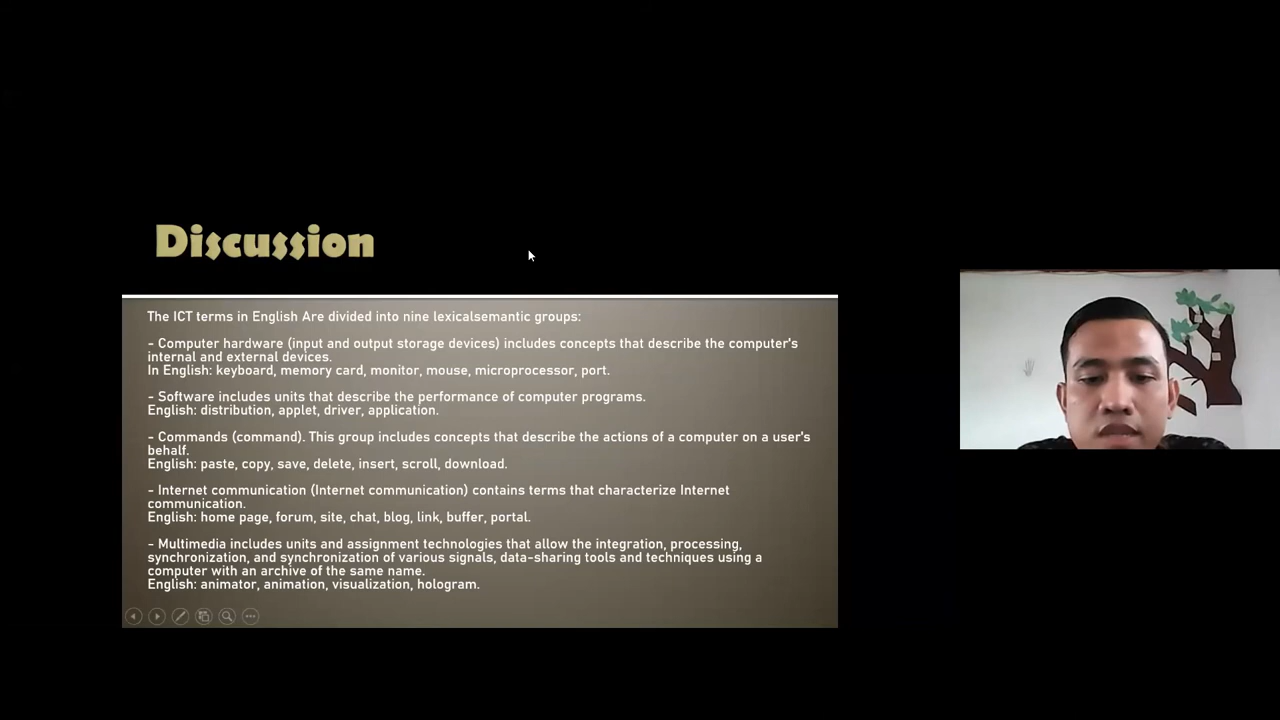 Discussion
The ICT terms in English Are divided into nine lexicalsemantic groups:
- Computer hardware (input and output storage devices) includes concepts that describe the computer's
internal and external devices.
In English: keyboard, memory card, monitor, mouse, microprocessor, port.
- Software includes units that describe the performance of computer programs.
English: distribution, applet, driver, application.
- Commands (command). This group includes concepts that describe the actions of a computer on a user's
behalf.
English: paste, copy, save, delete, insert, scroll, download.
- Internet communication (Internet communication) contains terms that characterize Internet
communication.
English: home page, forum, site, chat, blog, link, buffer, portal.
- Multimedia includes units and assignment technologies that allow the integration, processing,
synchronization, and synchronization of various signals, data-sharing tools and techniques using a
computer with an archive of the same name.
English: animator, animation, visualization, hologram.